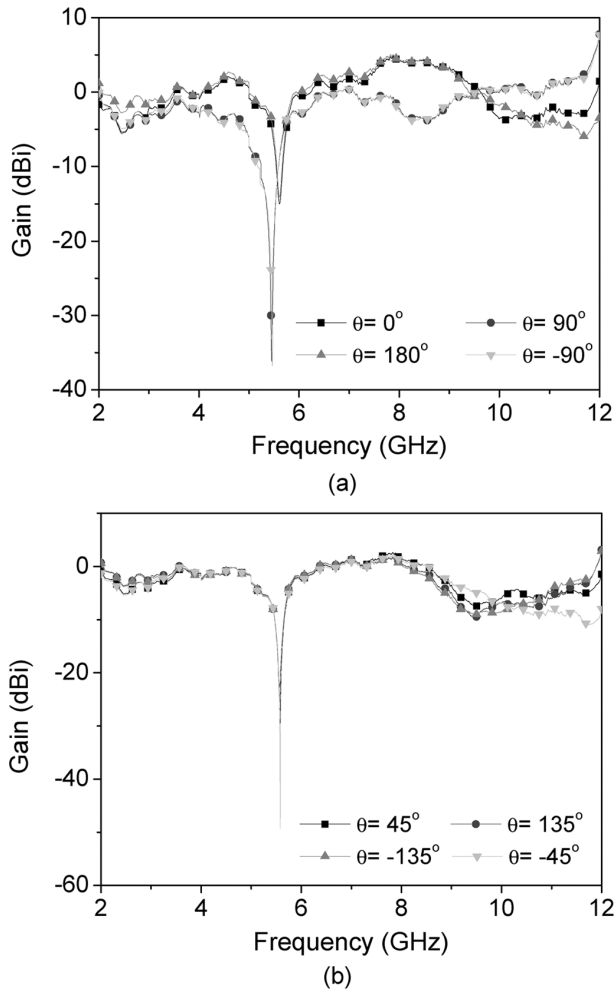 10
0
-10
-20
-30
-40
Gain (dBi)
θ= 0°
θ= 90°
θ= 180°
θ= -90°
2 4 6 8 10 12
Frequency (GHz)
(a)
0
-20
-40
-60
Gain (dBi)
θ= 45°
θ= 135°
θ= -135°
θ= -45°
2 4 6 8 10 12
Frequency (GHz)
(b)